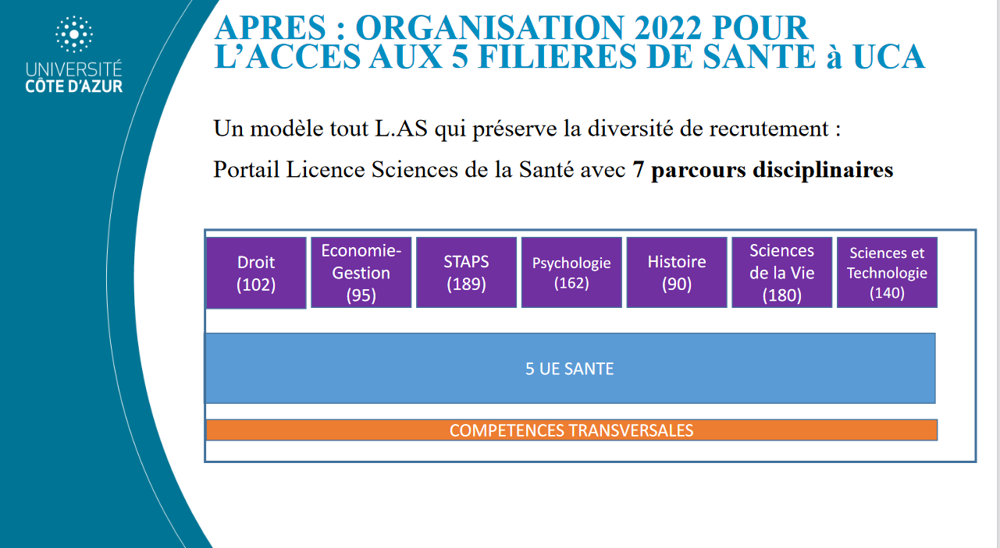 UNIVERSITÉ
CÔTE D'AZUR
APRES : ORGANISATION 2022 POUR
L'ACCES AUX 5 FILIERES DE SANTE à UCA
Un modèle tout L.AS qui préserve la diversité de recrutement :
Portail Licence Sciences de la Santé avec 7 parcours disciplinaires
Droit
(102)
Economie-
Gestion
(95)
STAPS
(189)
Psychologie
(162)
Histoire
(90)
Sciences
de la Vie
(180)
Sciences et
Technologie
(140)
5 UE SANTE
COMPETENCES TRANSVERSALES